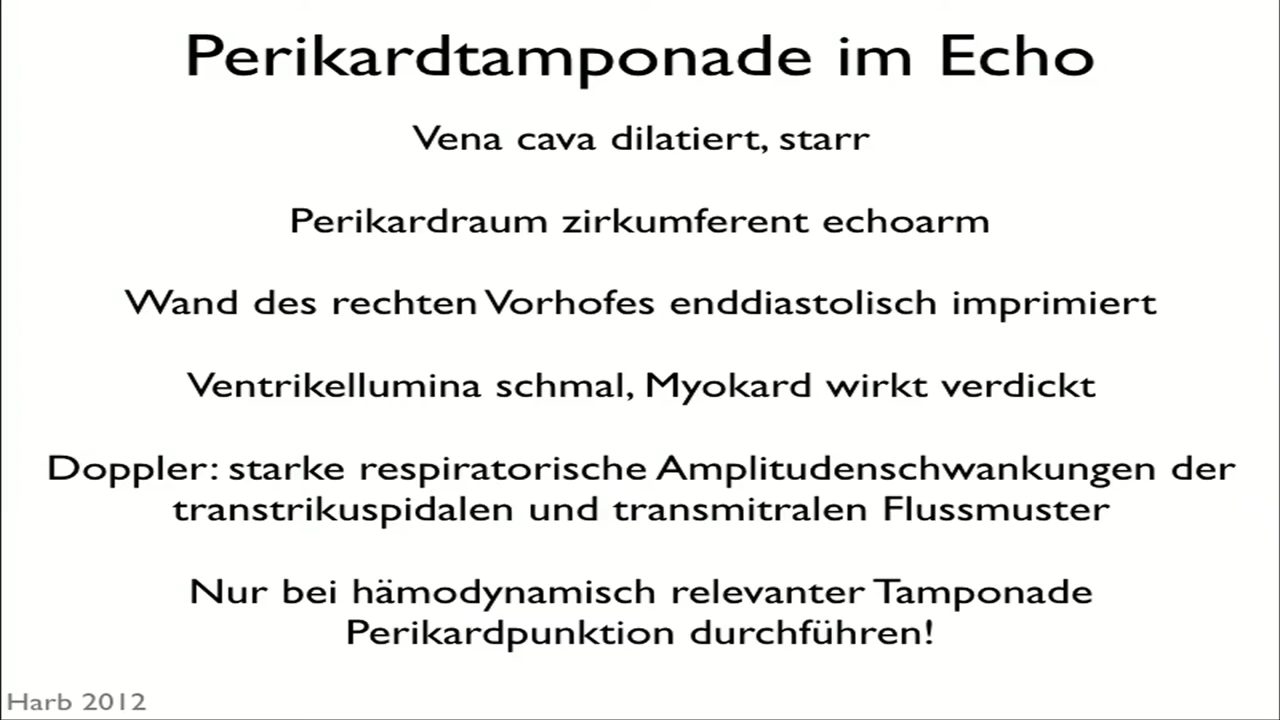 Perikardtamponade im Echo
Vena cava dilatiert, starr
Perikardraum zirkumferent echoarm
Wand des rechten Vorhofes enddiastolisch imprimiert
Ventrikellumina schmal, Myokard wirkt verdickt
Doppler: starke respiratorische Amplitudenschwankungen der
transtrikuspidalen und transmitralen Flussmuster
Nur bei hämodynamisch relevanter Tamponade
Perikardpunktion durchführen!
Harb 2012